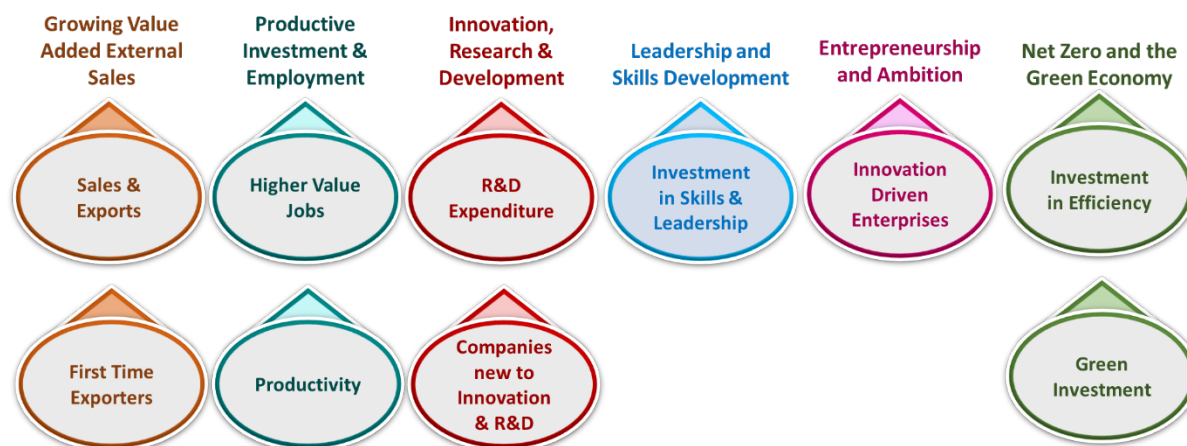 Growing Value
Added External
Sales
Productive
Investment &
Employment
Innovation,
Research &
Development
Leadership and
Skills Development
Entrepreneurship
and Ambition
Net Zero and the
Green Economy
Sales &
Exports
Higher Value
Jobs
R&D
Expenditure
Investment
in Skills &
Leadership
Innovation
Driven
Enterprises
Investment
in Efficiency
First Time
Exporters
Productivity
Companies
new to
Innovation
& R&D
Green
Investment